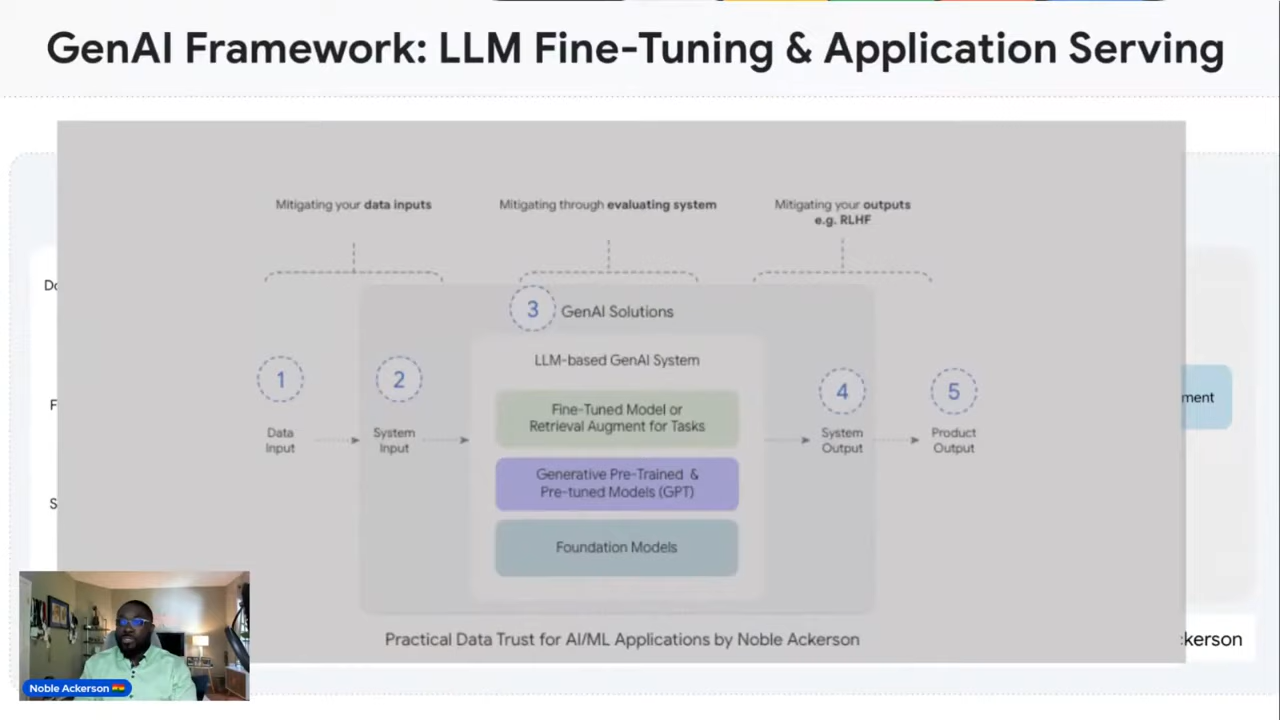 GenAI Framework: LLM Fine-Tuning & Application Serving
Mitigating your data inputs
Mitigating through evaluating system
Mitigating your outputs
e.g. RLHF
3
GenAI Solutions
LLM-based GenAI System
1
2
4
5
Data
Input
System
Input
Fine-Tuned Model or
Retrieval Augment for Tasks
Generative Pre-Trained &
Pre-tuned Models (GPT)
Foundation Models
System
Output
Product
Output
Practical Data Trust for AI/ML Applications by Noble Ackerson
Noble Ackerson